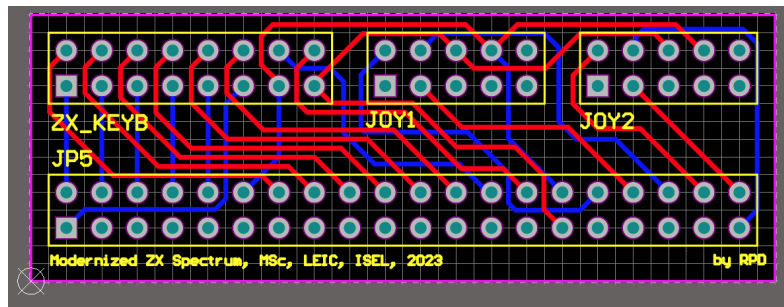 ZX_KEYB
JOY1
JOY2
JP5
Modernized ZX Spectrum, MSc, LEIC, ISEL, 2023
by RPD